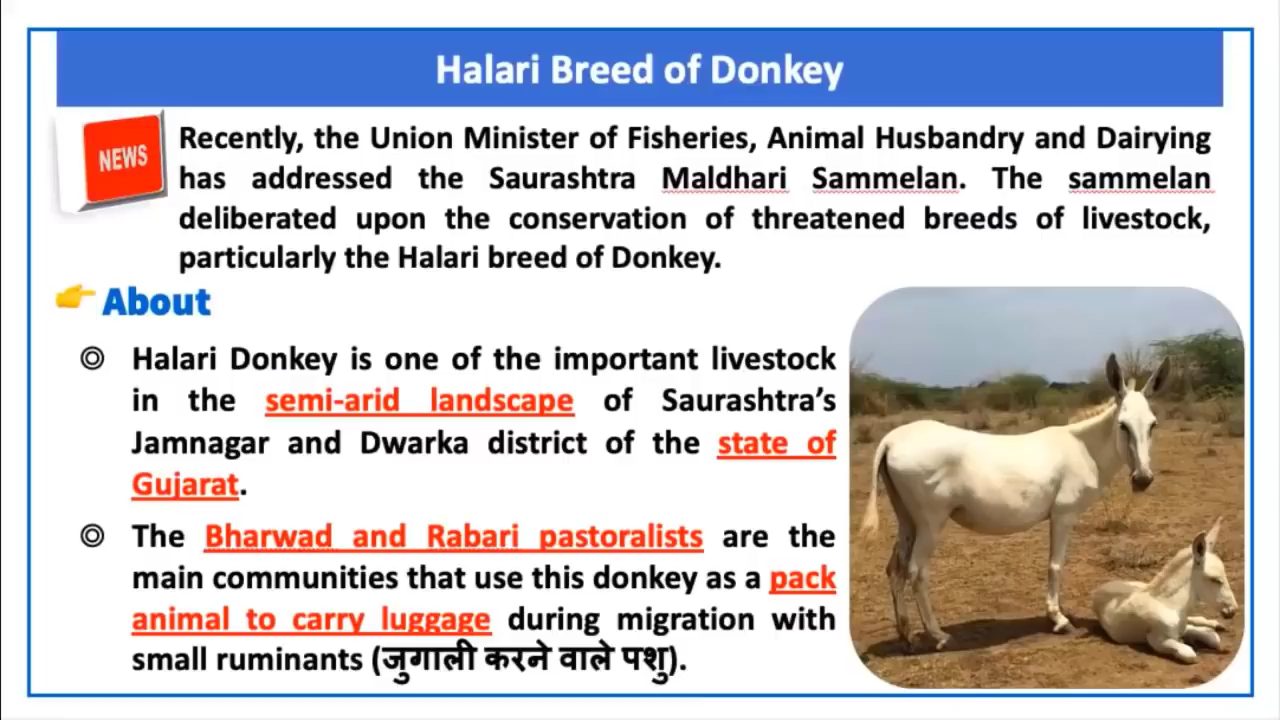 Halari Breed of Donkey
NEWS
Recently, the Union Minister of Fisheries, Animal Husbandry and Dairying
has addressed the Saurashtra Maldhari Sammelan. The sammelan
deliberated upon the conservation of threatened breeds of livestock,
particularly the Halari breed of Donkey.
About
Halari Donkey is one of the important livestock
in the semi-arid landscape of Saurashtra’s
Jamnagar and Dwarka district of the state of
Gujarat.
The Bharwad and Rabari pastoralists are the
main communities that use this donkey as a pack
animal to carry luggage during migration with
small ruminants (जुगाली करने वाले पशु).